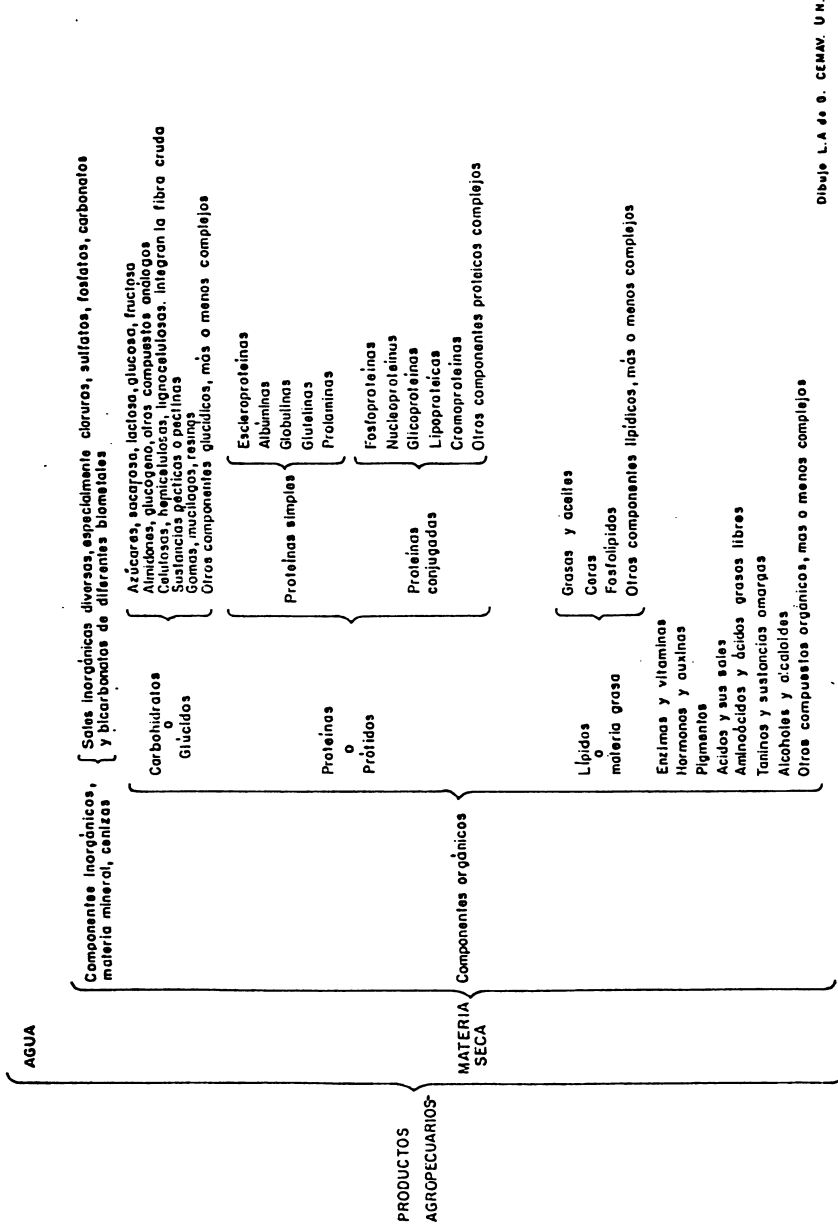 PRODUCTOS
AGROPECUARIOS
AGUA
MATERIA
SECA
Componentes Inorgánicos,
materia mineral, cenizas
Sales inorgánicas diversas, especialmente cloruros, sulfatos, fosfatos, carbonatos
y bicarbonatos de diferentes biometales
Componentes orgánicos
Carbohidratos
o
Glúcidos
Azúcares, sacarosa, lactosa, glucosa, fructosa
Almidones, glucógeno, otros compuestos análogos
Celulosas, hemicelulosas, lignocelulosas. Integran la fibra cruda
Sustancias pécticas o pectinas
Gomas, mucílagos, resinas
Otros componentes glucídicos, más o menos complejos
Proteínas
o
Prótidos
Proteínas simples
Escleroproteínas
Albúminas
Globulinas
Glutelinas
Prolaminas
Proteínas
conjugadas
Fosfoproteínas
Nucleoproteínas
Glicoproteínas
Lipoproteicas
Cromoproteínas
Otros componentes protéicos complejos
Lípidos
o
materia grasa
Grasas y aceites
Ceras
Fosfolípidos
Otros componentes lipídicos, más o menos complejos
Enzimas y vitaminas
Hormonas y auxinas
Pigmentos
Acidos y sus sales
Aminoácidos y ácidos grasos libres
Taninos y sustancias amargas
Alcoholes y alcaloides
Otros compuestos orgánicos, mas o menos complejos
Dibujo L.A de G. CEMAV. U N.